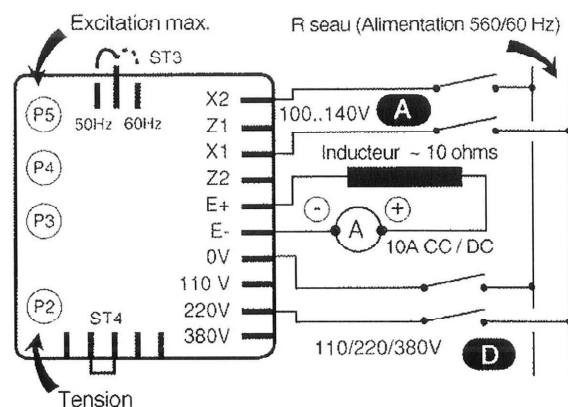 Excitation max.
R seau (Alimentation 560/60 Hz)
ST3
P5
50Hz 60Hz
X2
100..140V
A
Z1
P4
X1
Inducteur ~ 10 ohms
Z2
P3
E+
- +
A
E-
10A CC / DC
0V
110 V
P2
ST4
220V
380V
110/220/380V
D
Tension